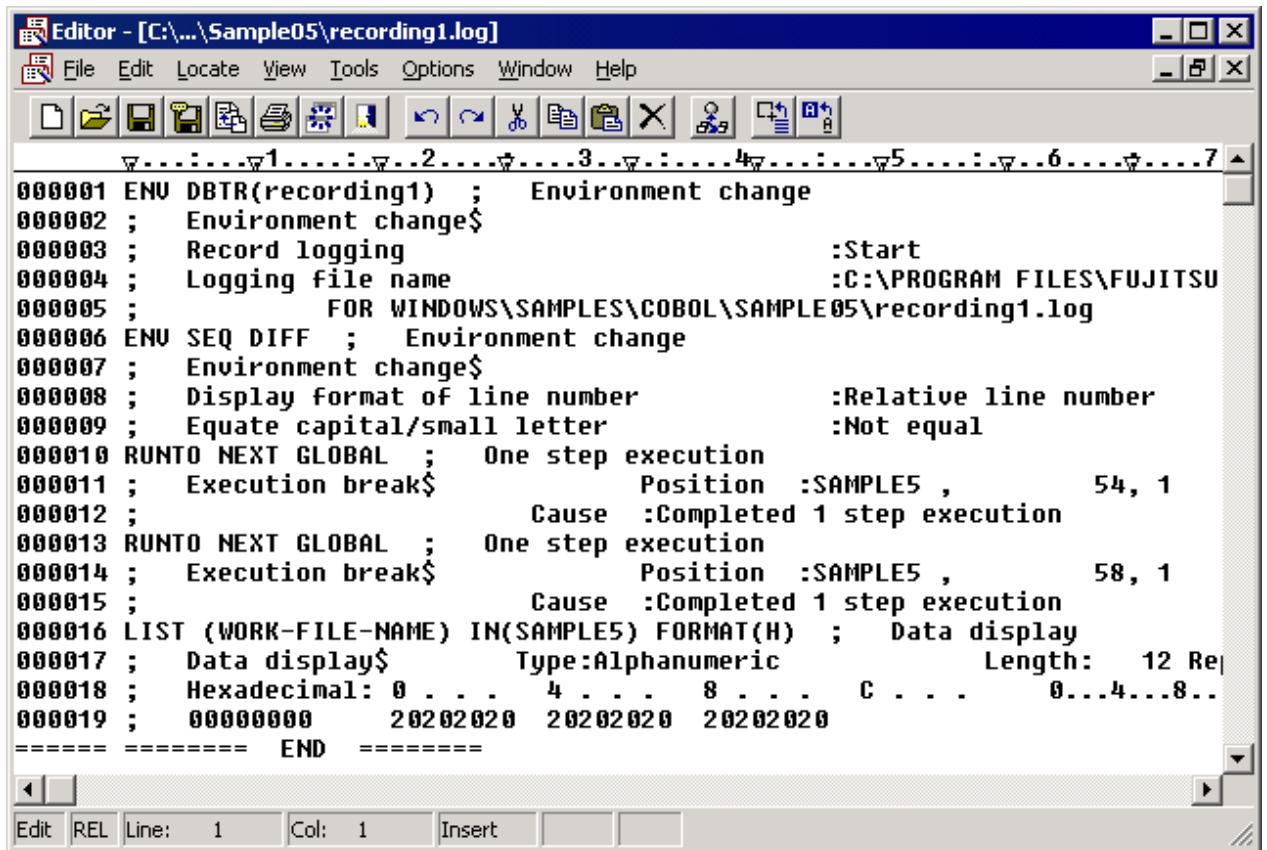 Editor - [C:\...\Sample05\recording1.log]
File Edit Locate View Tools Options Window Help
....:....1....:....2....:....3....:....4....:....5....:....6....:....7
000001 ENV DBTR(recording1)  ;   Environment change
000002 ;   Environment change$
000003 ;   Record logging                           :Start
000004 ;   Logging file name                        :C:\PROGRAM FILES\FUJITSU
000005 ;            FOR WINDOWS\SAMPLES\COBOL\SAMPLE05\recording1.log
000006 ENV SEQ DIFF  ;   Environment change
000007 ;   Environment change$
000008 ;   Display format of line number            :Relative line number
000009 ;   Equate capital/small letter              :Not equal
000010 RUNTO NEXT GLOBAL  ;   One step execution
000011 ;   Execution break$             Position  :SAMPLE5 ,         54, 1
000012 ;                         Cause  :Completed 1 step execution
000013 RUNTO NEXT GLOBAL  ;   One step execution
000014 ;   Execution break$             Position  :SAMPLE5 ,         58, 1
000015 ;                         Cause  :Completed 1 step execution
000016 LIST (WORK-FILE-NAME) IN(SAMPLE5) FORMAT(H)  ;   Data display
000017 ;   Data display$        Type:Alphanumeric             Length:   12
000018 ;   Hexadecimal: 0 . . .   4 . . .   8 . . .   C . . .     0...4...8..
000019 ;   00000000     20202020  20202020  20202020
====== ========  END  ========
Edit REL Line: 1 Col: 1 Insert